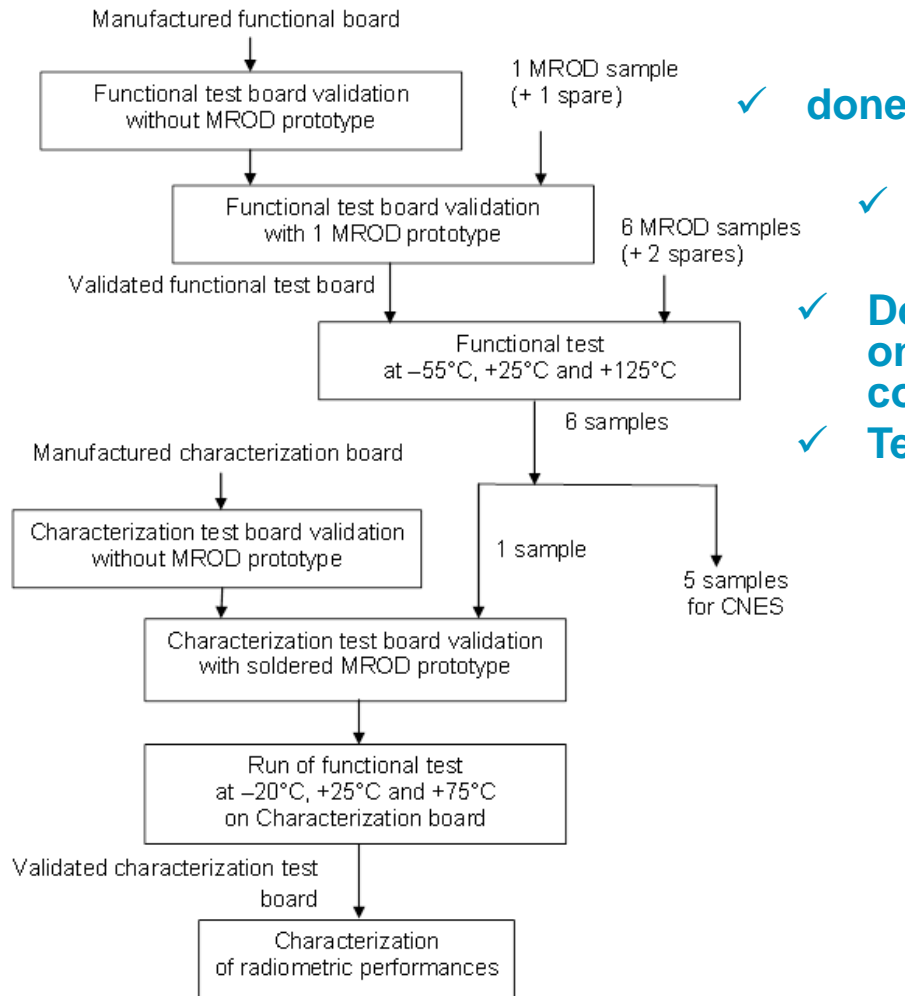 Manufactured functional board
Functional test board validation
without MROD prototype
1 MROD sample
(+ 1 spare)
✓ done
Functional test board validation
with 1 MROD prototype
✓
6 MROD samples
(+ 2 spares)
Validated functional test board
✓
Functional test
at –55°C, +25°C and +125°C
6 samples
✓
Manufactured characterization board
Characterization test board validation
without MROD prototype
1 sample
5 samples
for CNES
Characterization test board validation
with soldered MROD prototype
Run of functional test
at –20°C, +25°C and +75°C
on Characterization board
Validated characterization test
board
Characterization
of radiometric performances